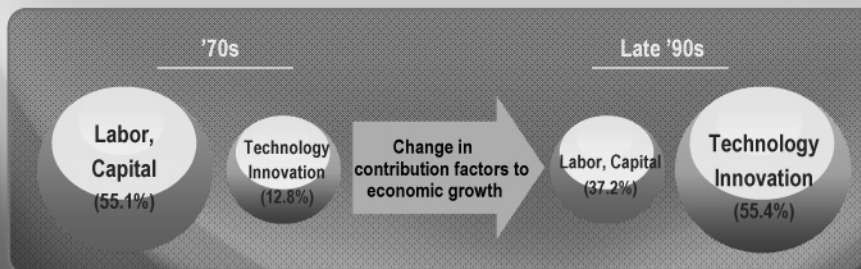 ’70s
Late ’90s
Labor,
Capital
(55.1%)
Technology
Innovation
(12.8%)
Change in
contribution factors to
economic growth
Labor, Capital
(37.2%)
Technology
Innovation
(55.4%)